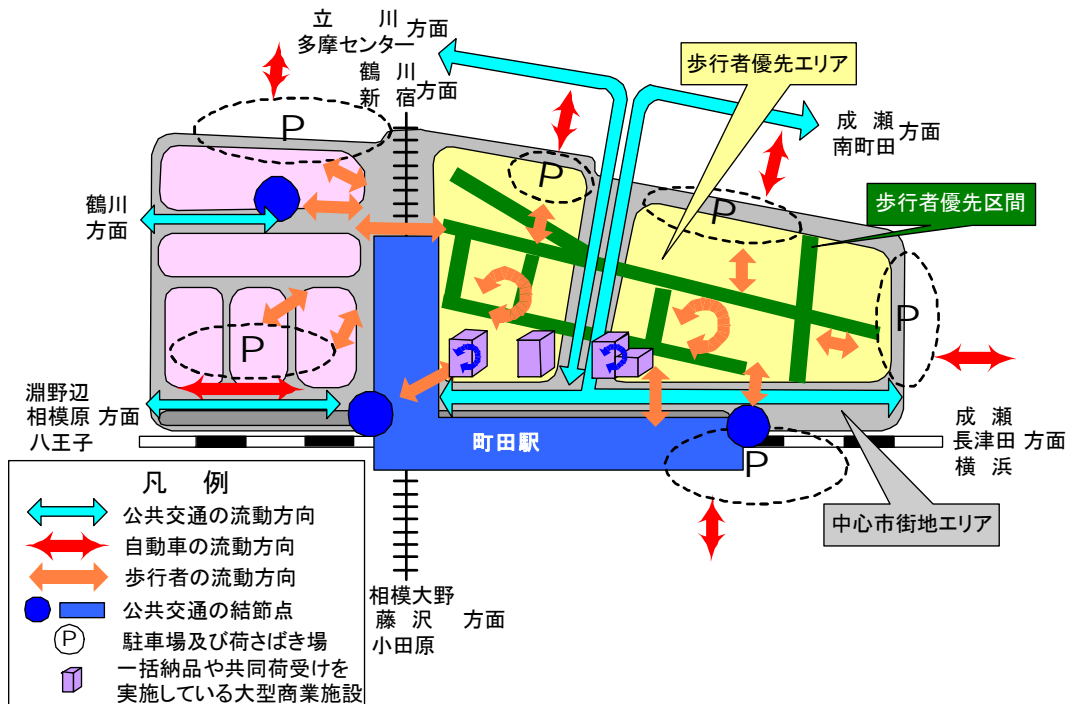 立　川
多摩センター
方面
鶴　川
新　宿
方面
歩行者優先エリア
成　瀬
南町田
方面
P
P
P
鶴川
方面
歩行者優先区間
P
P
淵野辺
相模原 方面
八王子
町田駅
P
成　瀬
長津田 方面
横　浜
中心市街地エリア
凡　例
公共交通の流動方向
自動車の流動方向
歩行者の流動方向
公共交通の結節点
P 駐車場及び荷さばき場
一括納品や共同荷受けを
実施している大型商業施設
相模大野
藤　沢　方面
小田原